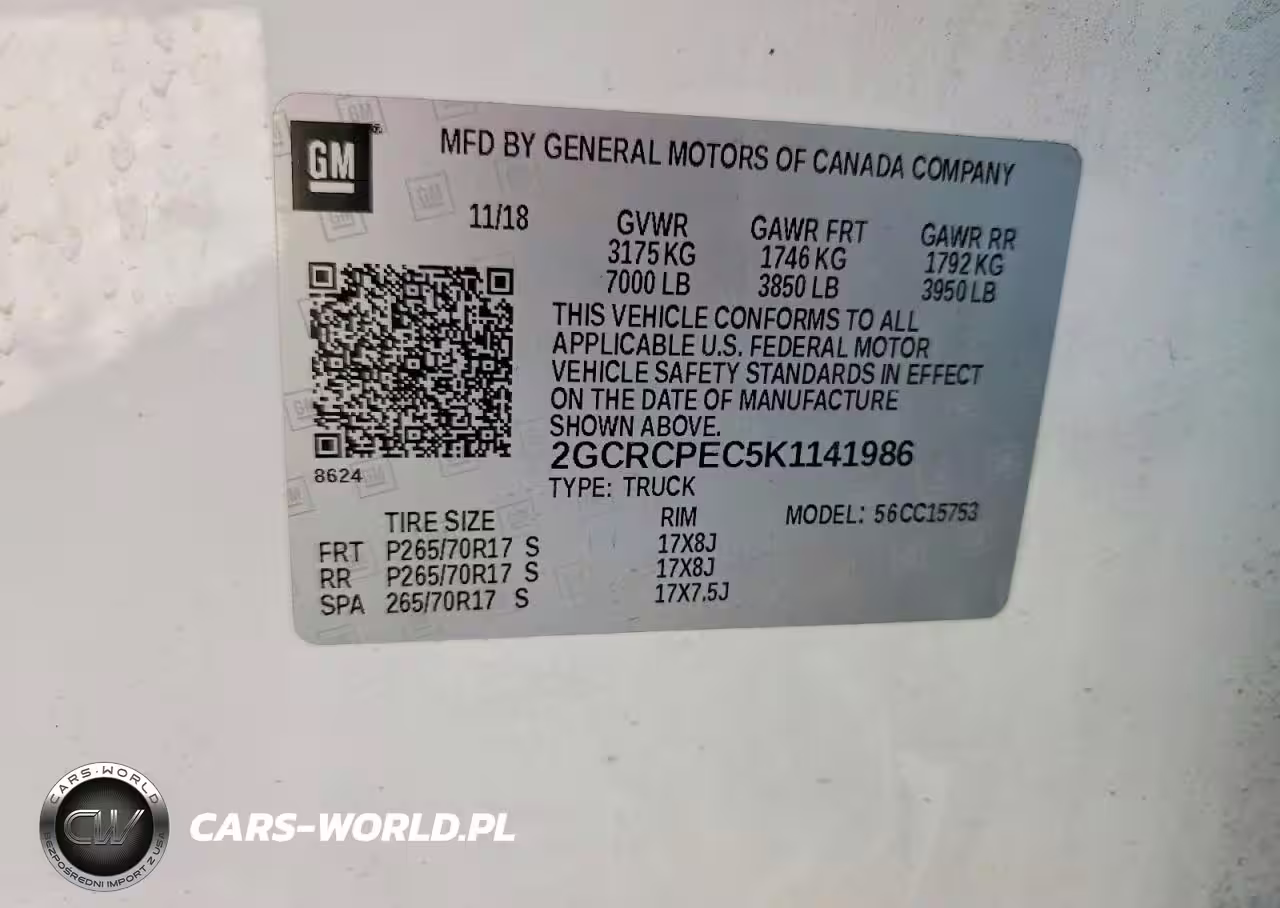 GM
MFD BY GENERAL MOTORS OF CANADA COMPANY
11/18 GVWR GAWR FRT GAWR RR
3175 KG 1746 KG 1792 KG
7000 LB 3850 LB 3950 LB
THIS VEHICLE CONFORMS TO ALL
APPLICABLE U.S. FEDERAL MOTOR
VEHICLE SAFETY STANDARDS IN EFFECT
ON THE DATE OF MANUFACTURE
SHOWN ABOVE.
2GCRCPEC5K1141986
8624
TYPE: TRUCK
TIRE SIZE RIM MODEL: 56CC15753
FRT P265/70R17 S 17X8J
RR P265/70R17 S 17X8J
SPA 265/70R17 S 17X7.5J
CARS-WORLD
CW
BEZPOŚREDNI IMPORT Z USA
CARS-WORLD.PL